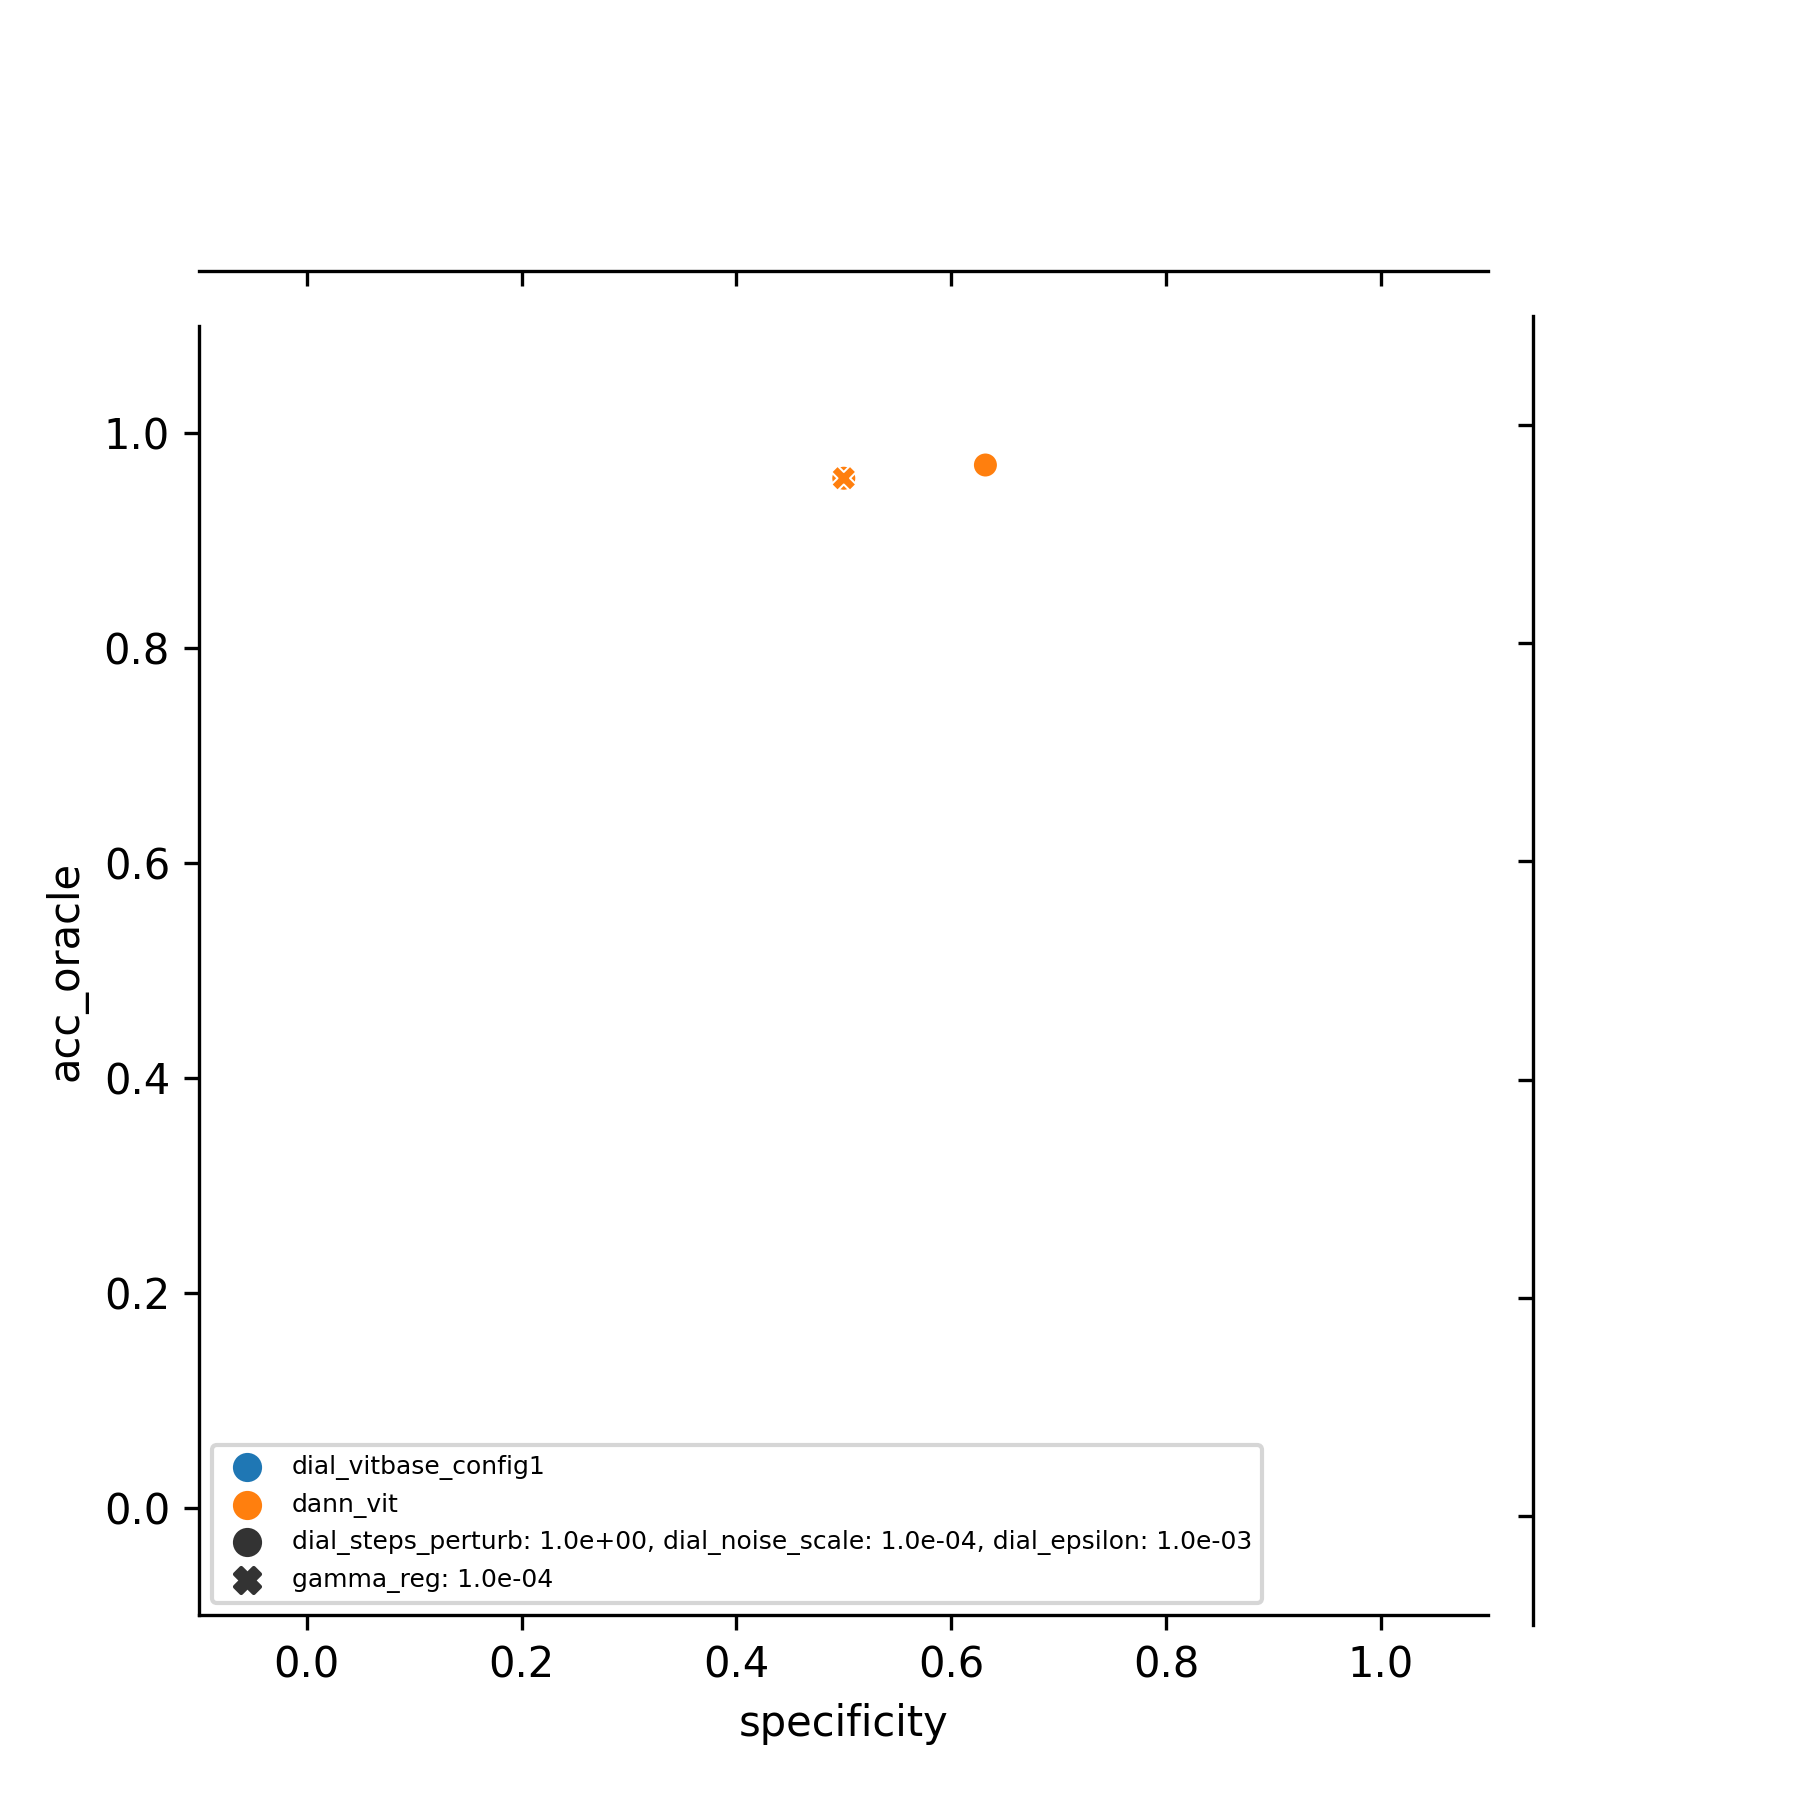 1.0
0.8
0.6
0.4
0.2
0.0
acc_oracle
dial_vitbase_config1
dann_vit
dial_steps_perturb: 1.0e+00, dial_noise_scale: 1.0e-04, dial_epsilon: 1.0e-03
gamma_reg: 1.0e-04
0.0 0.2 0.4 0.6 0.8 1.0
specificity